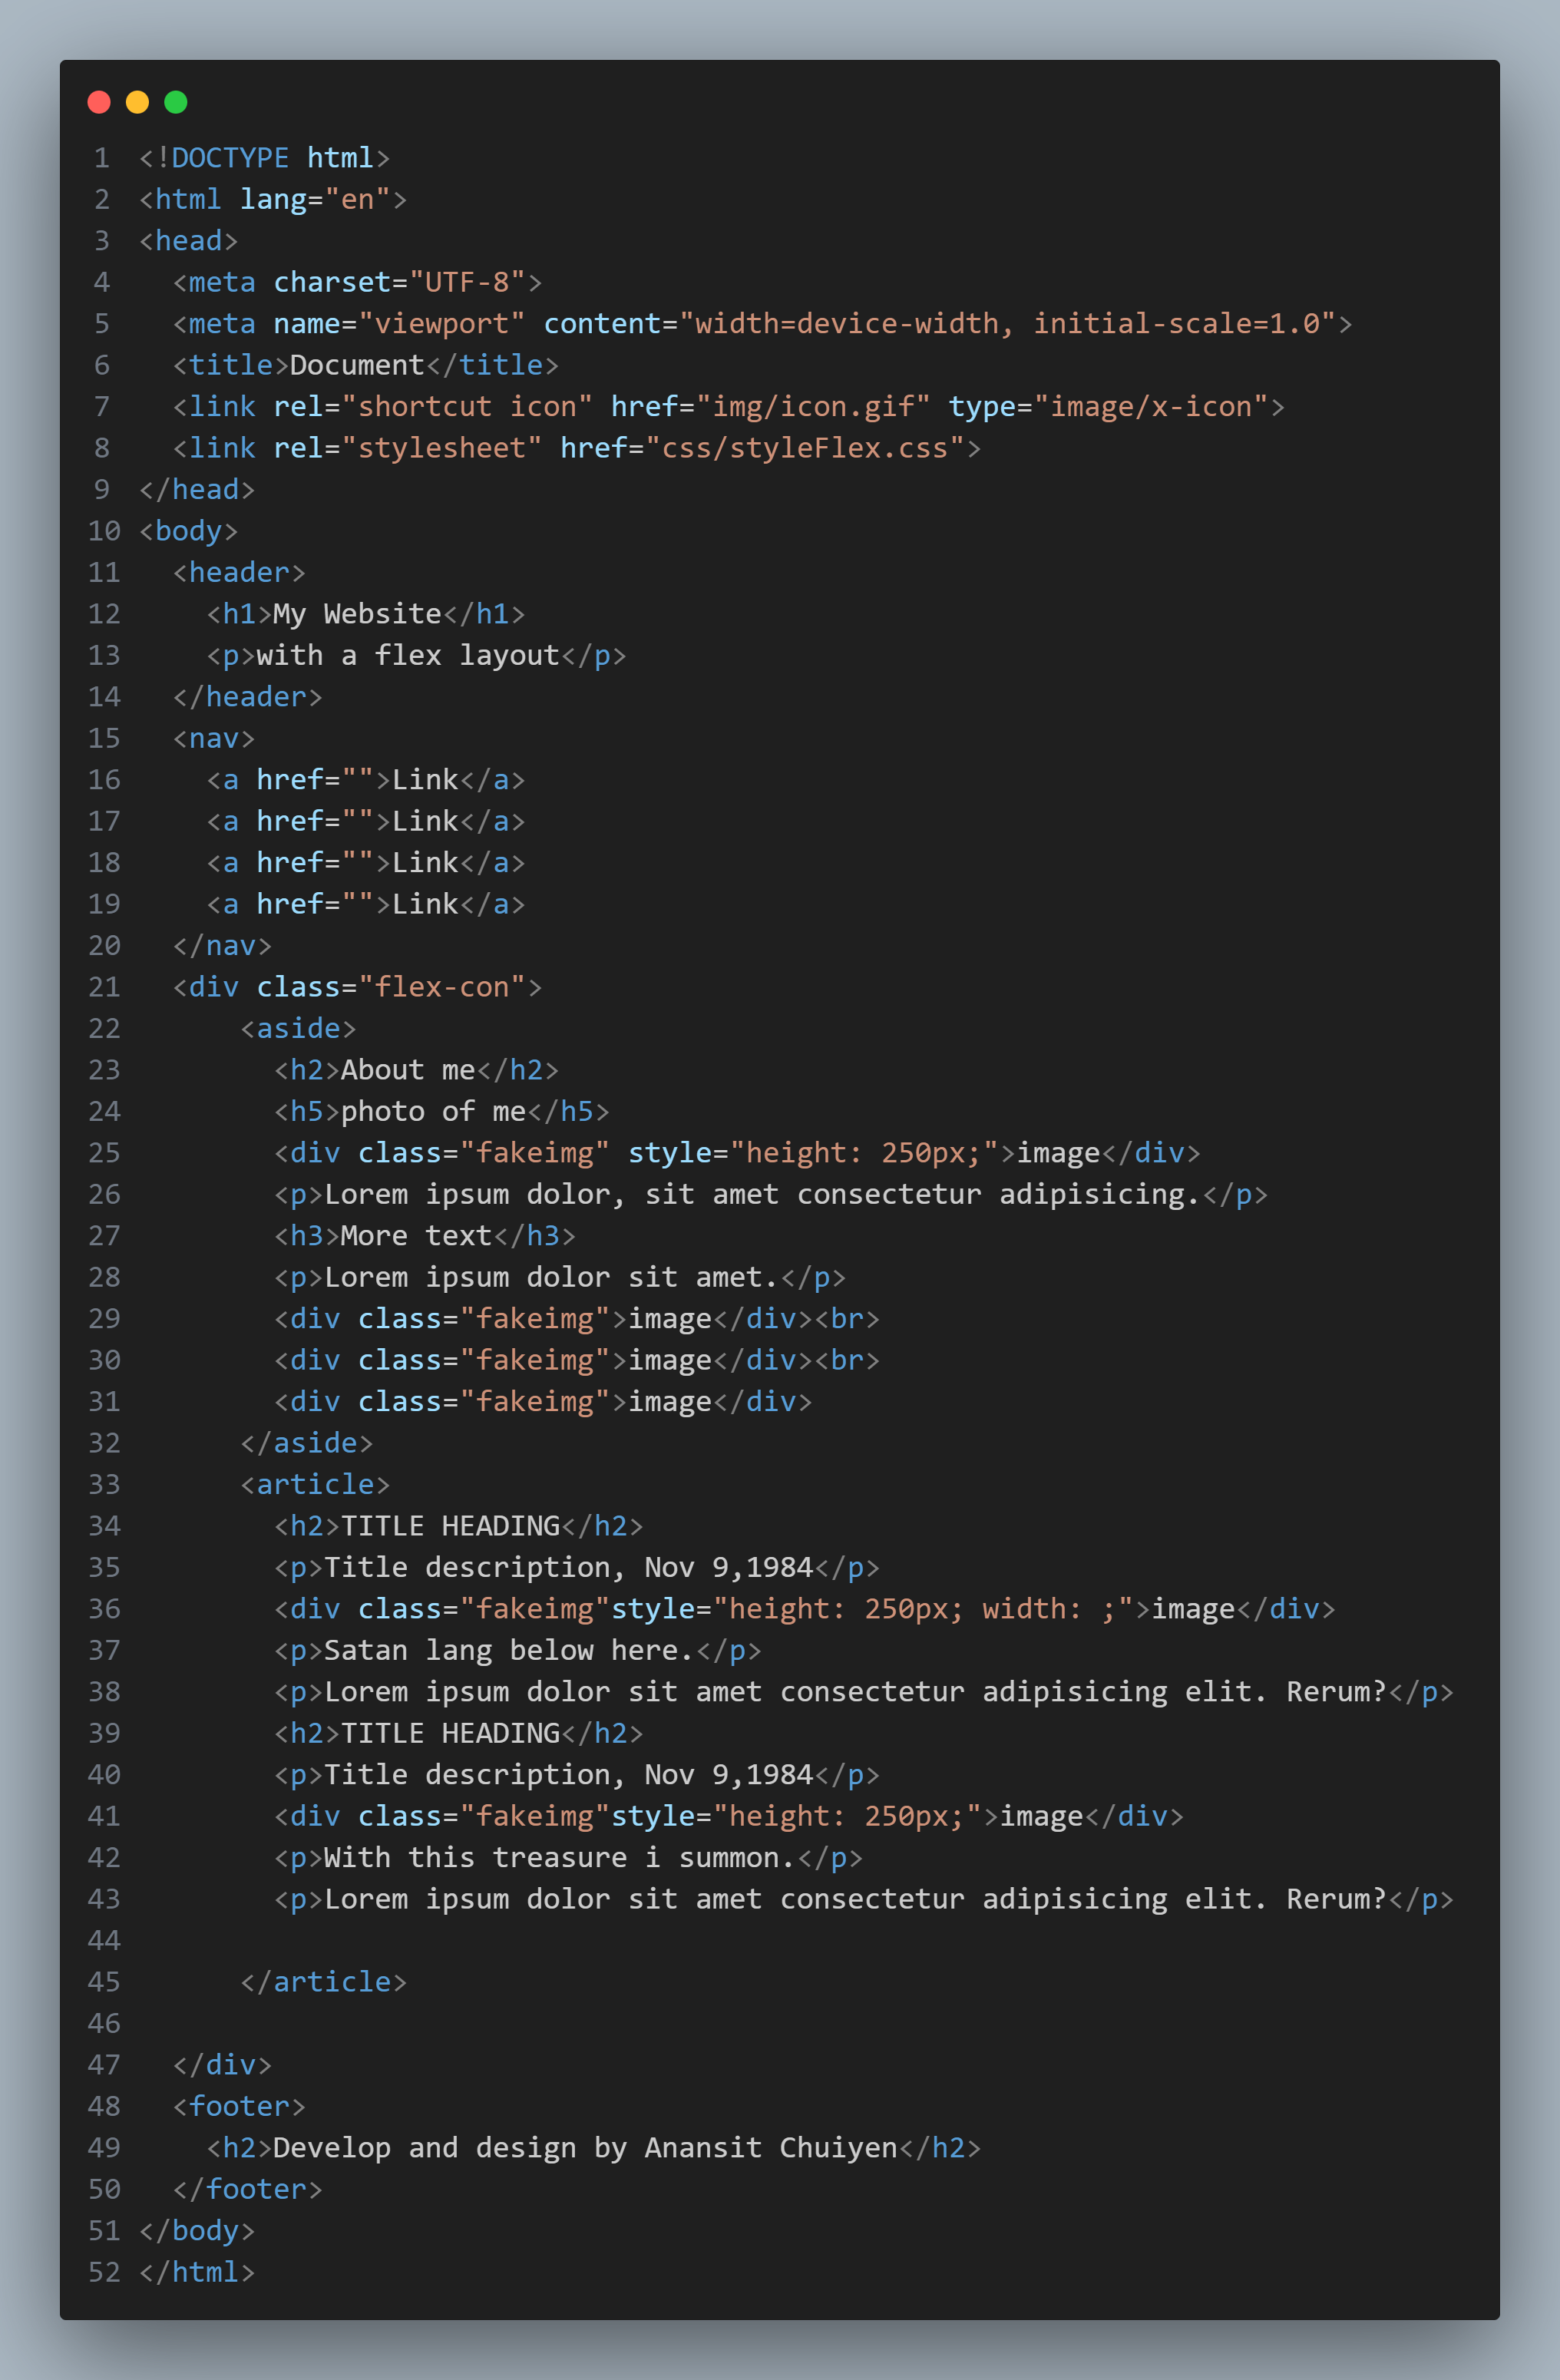 1 <!DOCTYPE html>
2 <html lang="en">
3 <head>
4   <meta charset="UTF-8">
5   <meta name="viewport" content="width=device-width, initial-scale=1.0">
6   <title>Document</title>
7   <link rel="shortcut icon" href="img/icon.gif" type="image/x-icon">
8   <link rel="stylesheet" href="css/styleFlex.css">
9 </head>
10 <body>
11   <header>
12     <h1>My Website</h1>
13     <p>with a flex layout</p>
14   </header>
15   <nav>
16     <a href="">Link</a>
17     <a href="">Link</a>
18     <a href="">Link</a>
19     <a href="">Link</a>
20   </nav>
21   <div class="flex-con">
22       <aside>
23         <h2>About me</h2>
24         <h5>photo of me</h5>
25         <div class="fakeimg" style="height: 250px;">image</div>
26         <p>Lorem ipsum dolor, sit amet consectetur adipisicing.</p>
27         <h3>More text</h3>
28         <p>Lorem ipsum dolor sit amet.</p>
29         <div class="fakeimg">image</div><br>
30         <div class="fakeimg">image</div><br>
31         <div class="fakeimg">image</div>
32       </aside>
33       <article>
34         <h2>TITLE HEADING</h2>
35         <p>Title description, Nov 9,1984</p>
36         <div class="fakeimg"style="height: 250px; width: ;">image</div>
37         <p>Satan lang below here.</p>
38         <p>Lorem ipsum dolor sit amet consectetur adipisicing elit. Rerum?</p>
39         <h2>TITLE HEADING</h2>
40         <p>Title description, Nov 9,1984</p>
41         <div class="fakeimg"style="height: 250px;">image</div>
42         <p>With this treasure i summon.</p>
43         <p>Lorem ipsum dolor sit amet consectetur adipisicing elit. Rerum?</p>
44
45       </article>
46
47   </div>
48   <footer>
49     <h2>Develop and design by Anansit Chuiyen</h2>
50   </footer>
51 </body>
52 </html>